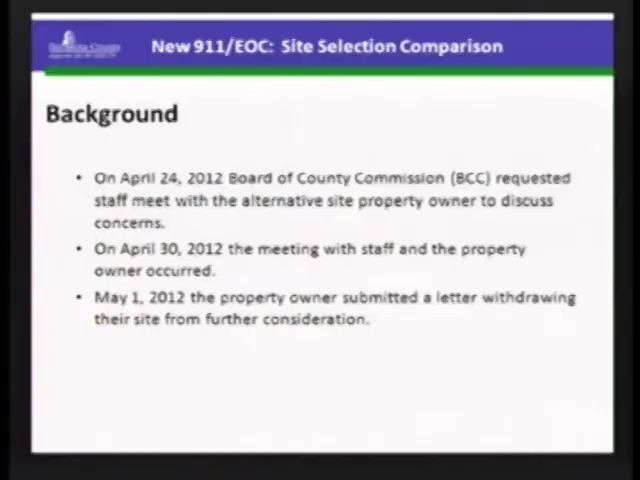 New 911/EOC: Site Selection Comparison
Background
• On April 24, 2012 Board of County Commission (BCC) requested
staff meet with the alternative site property owner to discuss
concerns.
• On April 30, 2012 the meeting with staff and the property
owner occurred.
• May 1, 2012 the property owner submitted a letter withdrawing
their site from further consideration.